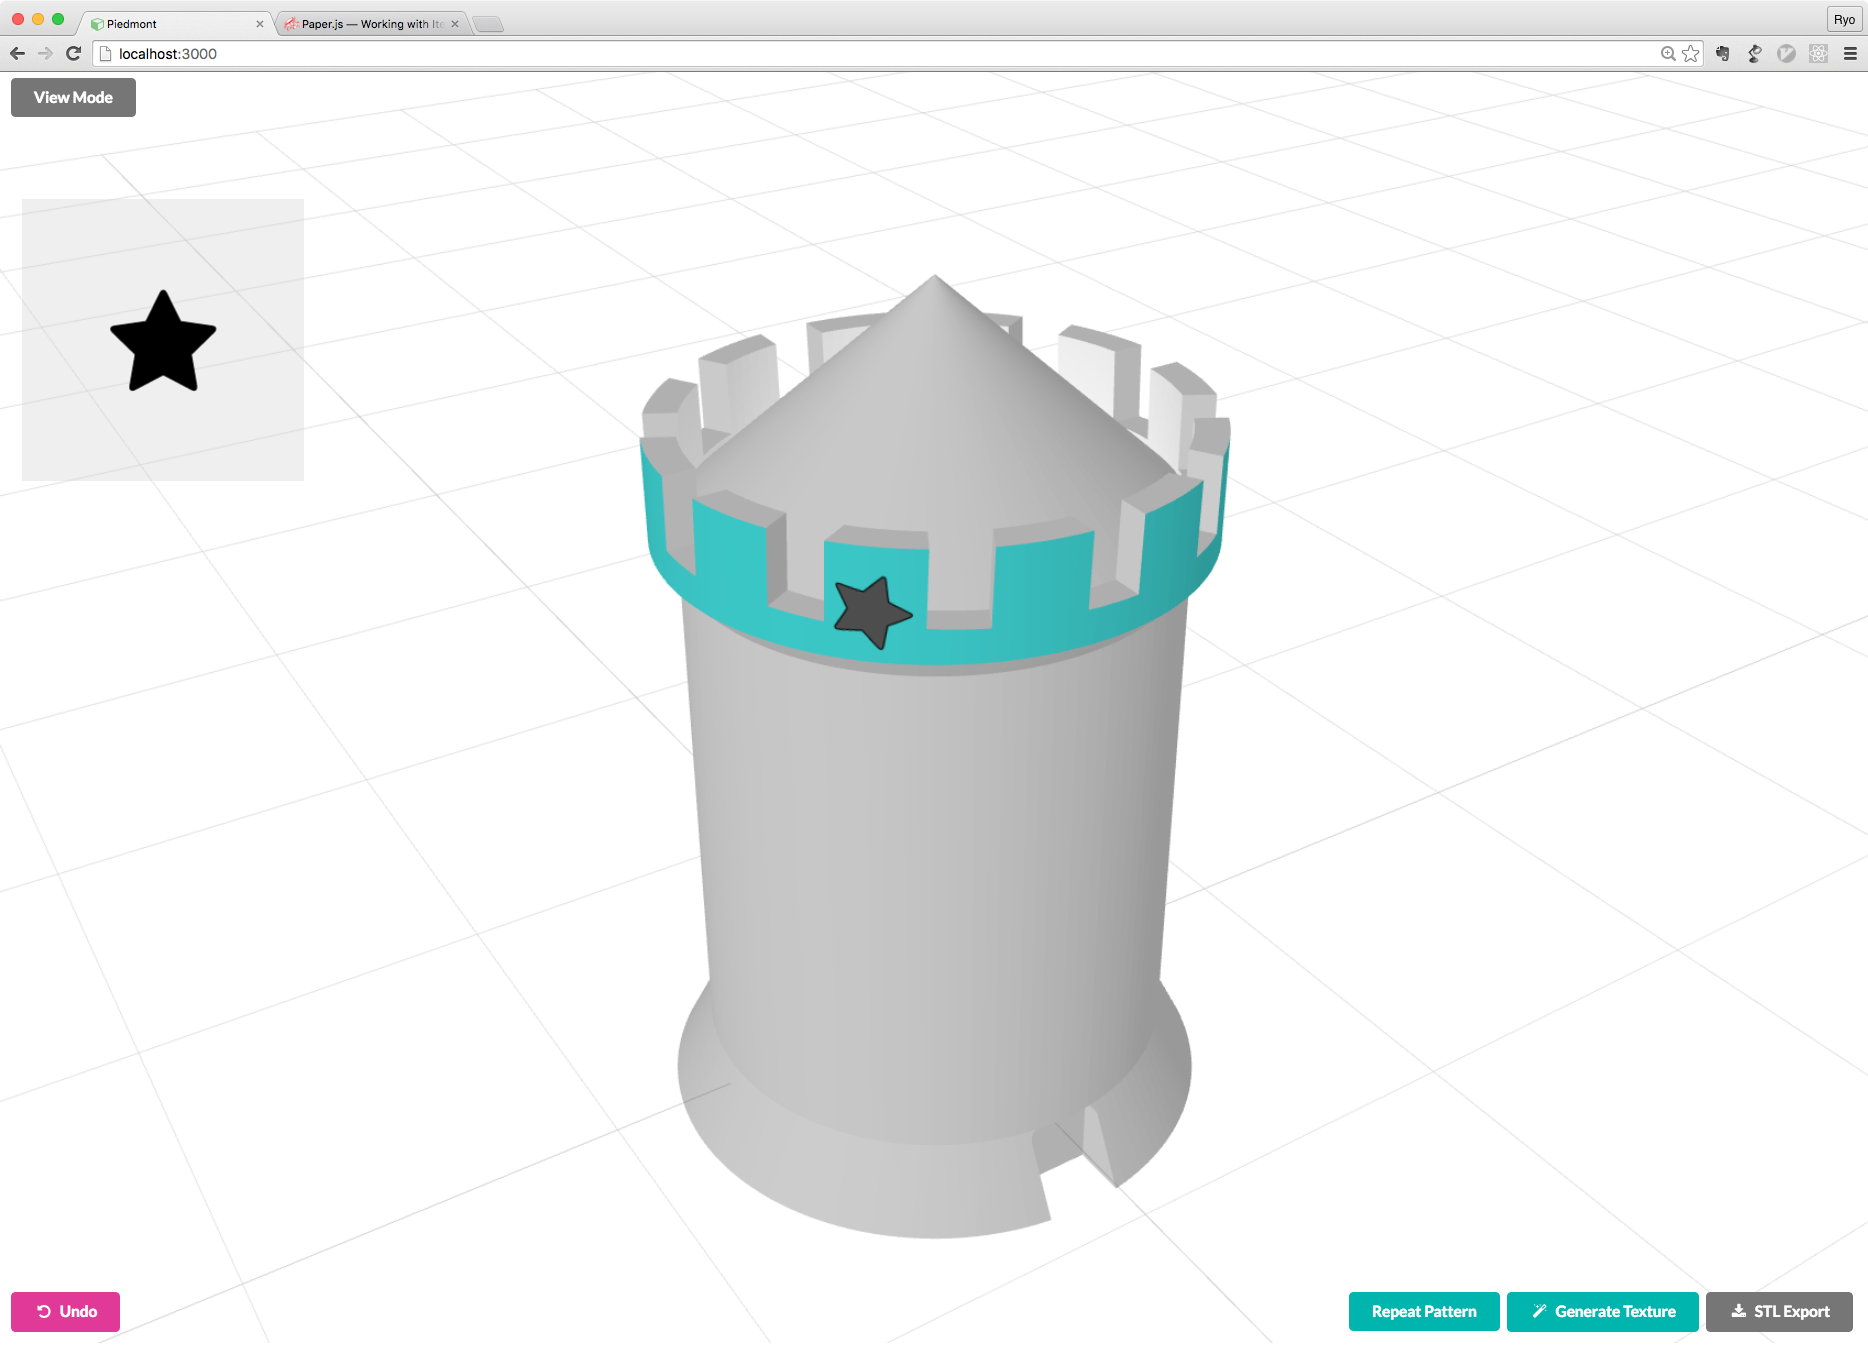 Piedmont
Paper.js — Working with Ite
Ryo
localhost:3000
View Mode
Undo
Repeat Pattern
Generate Texture
STL Export